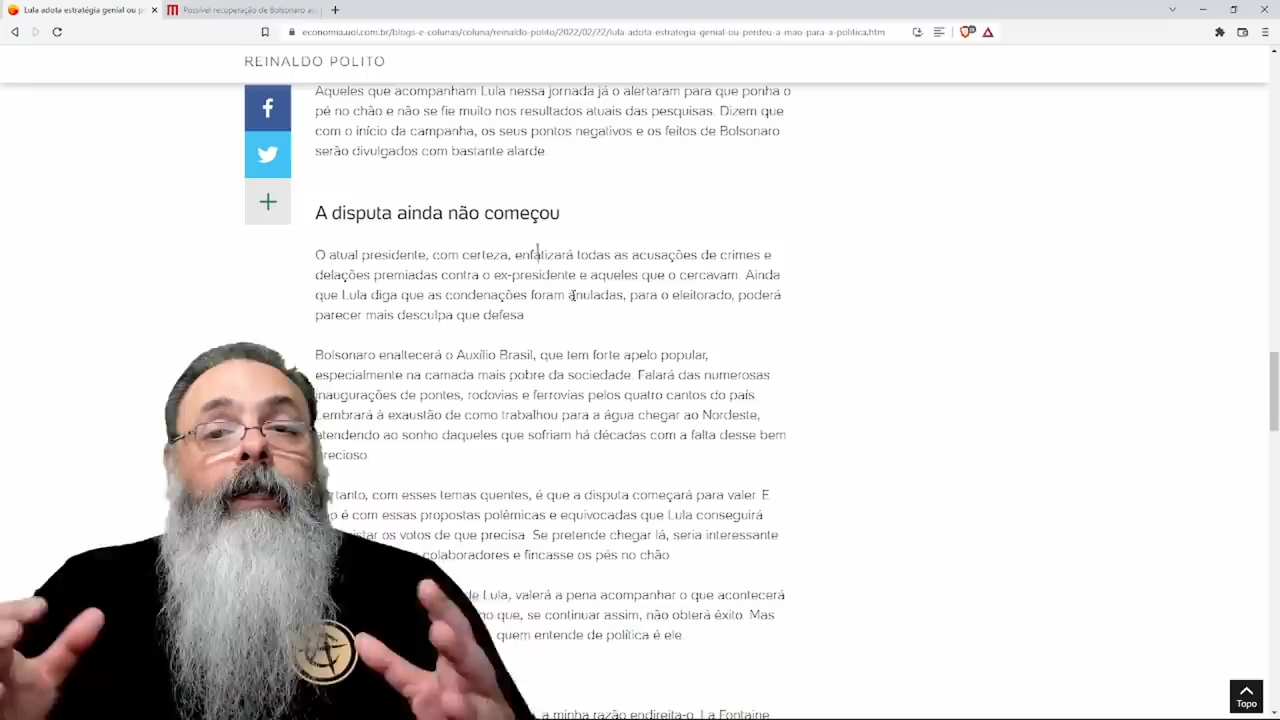 Lula adota estratégia genial ou pe
Possível recuperação de Bolsonaro ac
economia.uol.com.br/blogs-e-colunas/coluna/reinaldo-polito/2022/02/22/lula-adota-estrategia-genial-ou-perdeu-a-mao-para-a-politica.htm
REINALDO POLITO
Aqueles que acompanham Lula nessa jornada já o alertaram para que ponha o
pé no chão e não se fie muito nos resultados atuais das pesquisas. Dizem que
com o início da campanha, os seus pontos negativos e os feitos de Bolsonaro
serão divulgados com bastante alarde.
A disputa ainda não começou
O atual presidente, com certeza, enfatizará todas as acusações de crimes e
delações premiadas contra o ex-presidente e aqueles que o cercavam. Ainda
que Lula diga que as condenações foram anuladas, para o eleitorado, poderá
parecer mais desculpa que defesa
Bolsonaro enaltecerá o Auxílio Brasil, que tem forte apelo popular,
especialmente na camada mais pobre da sociedade. Falará das numerosas
inaugurações de pontes, rodovias e ferrovias pelos quatro cantos do país.
Lembrará à exaustão de como trabalhou para a água chegar ao Nordeste,
atendendo ao sonho daqueles que sofriam há décadas com a falta desse bem
precioso.
tanto, com esses temas quentes, é que a disputa começará para valer. E
é com essas propostas polêmicas e equivocadas que Lula conseguirá
os votos de que precisa. Se pretende chegar lá, seria interessante
colaboradores e fincasse os pés no chão.
Lula, valerá a pena acompanhar o que acontecerá
que, se continuar assim, não obterá êxito. Mas
quem entende de política é ele.
a minha razão endireita-o. La Fontaine
Topo